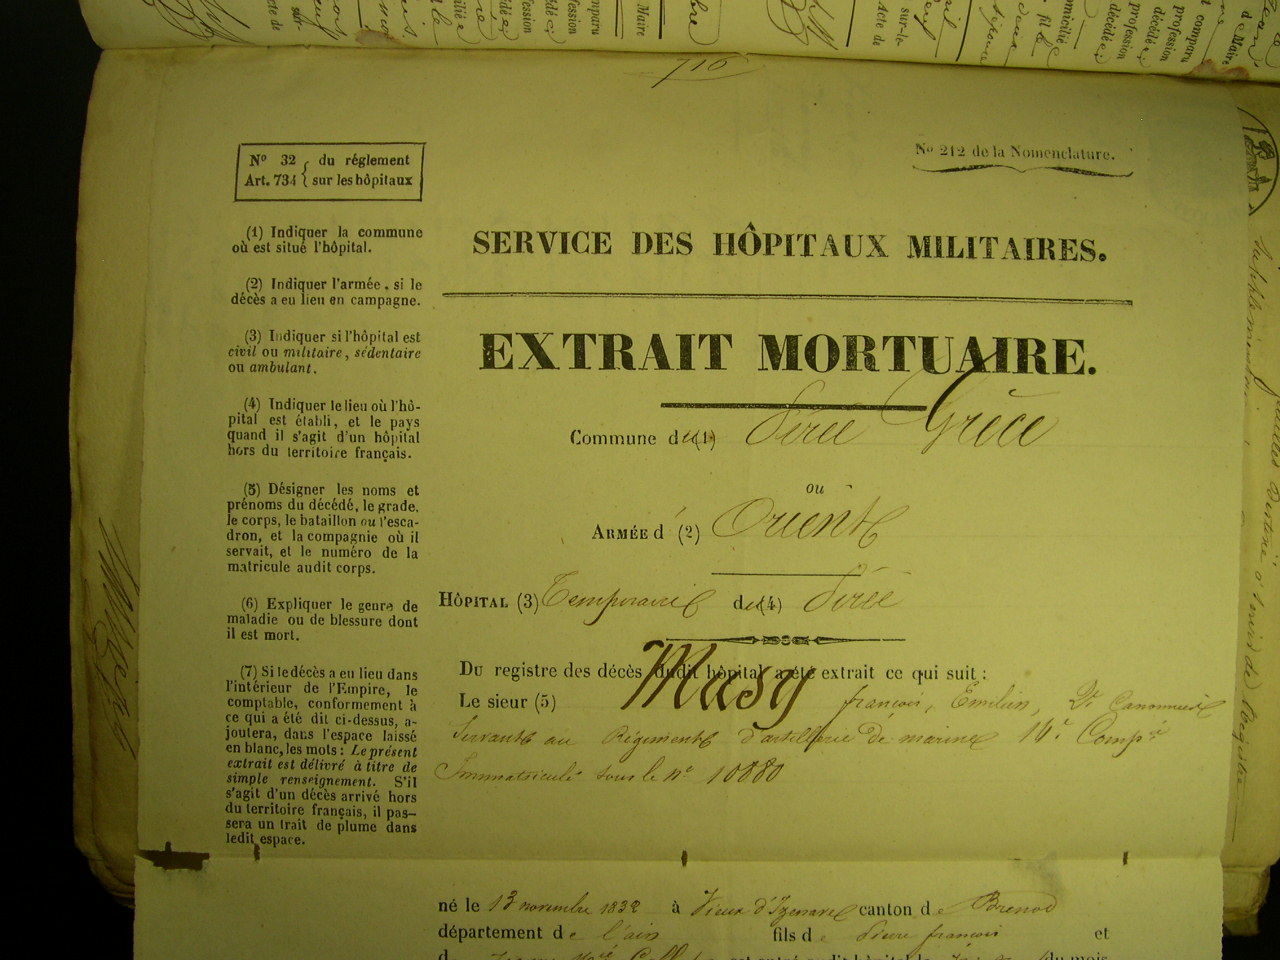 716
N° 32 du réglement
Art. 734 sur les hôpitaux
N° 212 de la Nomenclature.
(1) Indiquer la commune
où est situé l'hôpital.
(2) Indiquer l'armée, si le
décès a eu lieu en campagne.
(3) Indiquer si l'hôpital est
civil ou militaire, sédentaire
ou ambulant.
(4) Indiquer le lieu où l'hô-
pital est établi, et le pays
quand il s'agit d'un hôpital
hors du territoire français.
(5) Désigner les noms et
prénoms du décédé, le grade,
le corps, le bataillon ou l'esca-
dron, et la compagnie où il
servait, et le numéro de la
matricule audit corps.
(6) Expliquer le genre de
maladie ou de blessure dont
il est mort.
(7) Si le décès a eu lieu dans
l'intérieur de l'Empire, le
comptable, conformement à
ce qui a été dit ci-dessus, a-
joutera, dans l'espace laissé
en blanc, les mots: Le présent
extrait est délivré à titre de
simple renseignement. S'il
s'agit d'un décès arrivé hors
du territoire français, il pas-
sera un trait de plume dans
ledit espace.
SERVICE DES HÔPITAUX MILITAIRES.
EXTRAIT MORTUAIRE.
Commune du (1) Pirée Grèce
ou
ARMÉE d' (2) Orient
HÔPITAL (3) Temporaire du (4) Pirée
Du registre des décès dudit hôpital a été extrait ce qui suit :
Le sieur (5) Musy françois, Emilien, 2e Canonnier
Servant au Régiment d'artillerie de marine 14e Compie
Immatriculé sous le n° 10880
né le 13 novembre 1832 à Vieux d'Izenave canton de Brenod
département de l'ain fils de Pierre françois et